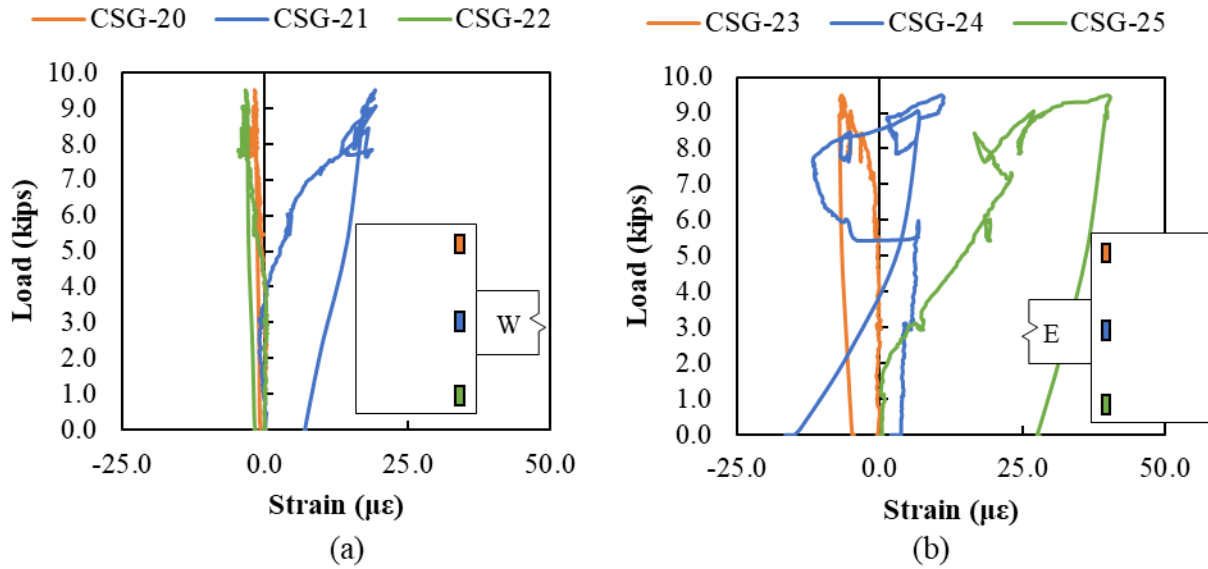 CSG-20 CSG-21 CSG-22
10.0
9.0
8.0
7.0
6.0
5.0
4.0
3.0
2.0
1.0
0.0
Load (kips)
W
-25.0 0.0 25.0 50.0
Strain (με)
(a)
CSG-23 CSG-24 CSG-25
10.0
9.0
8.0
7.0
6.0
5.0
4.0
3.0
2.0
1.0
0.0
Load (kips)
E
-25.0 0.0 25.0 50.0
Strain (με)
(b)